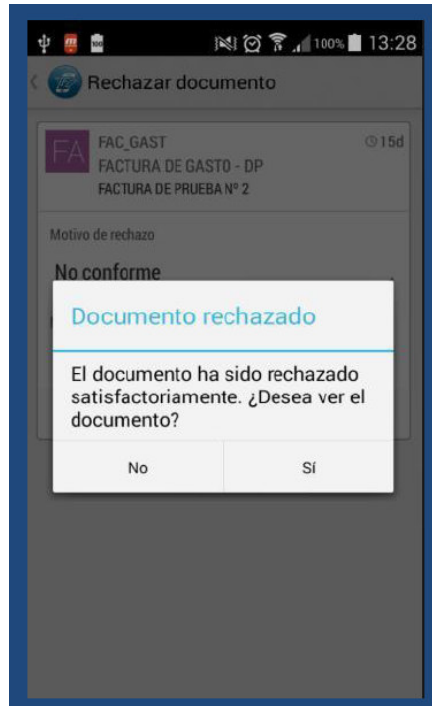 100% 13:28
Rechazar documento
FA
FAC_GAST
15d
FACTURA DE GASTO - DP
FACTURA DE PRUEBA Nº 2
Motivo de rechazo
No conforme
Documento rechazado
El documento ha sido rechazado
satisfactoriamente. ¿Desea ver el
documento?
No
Sí